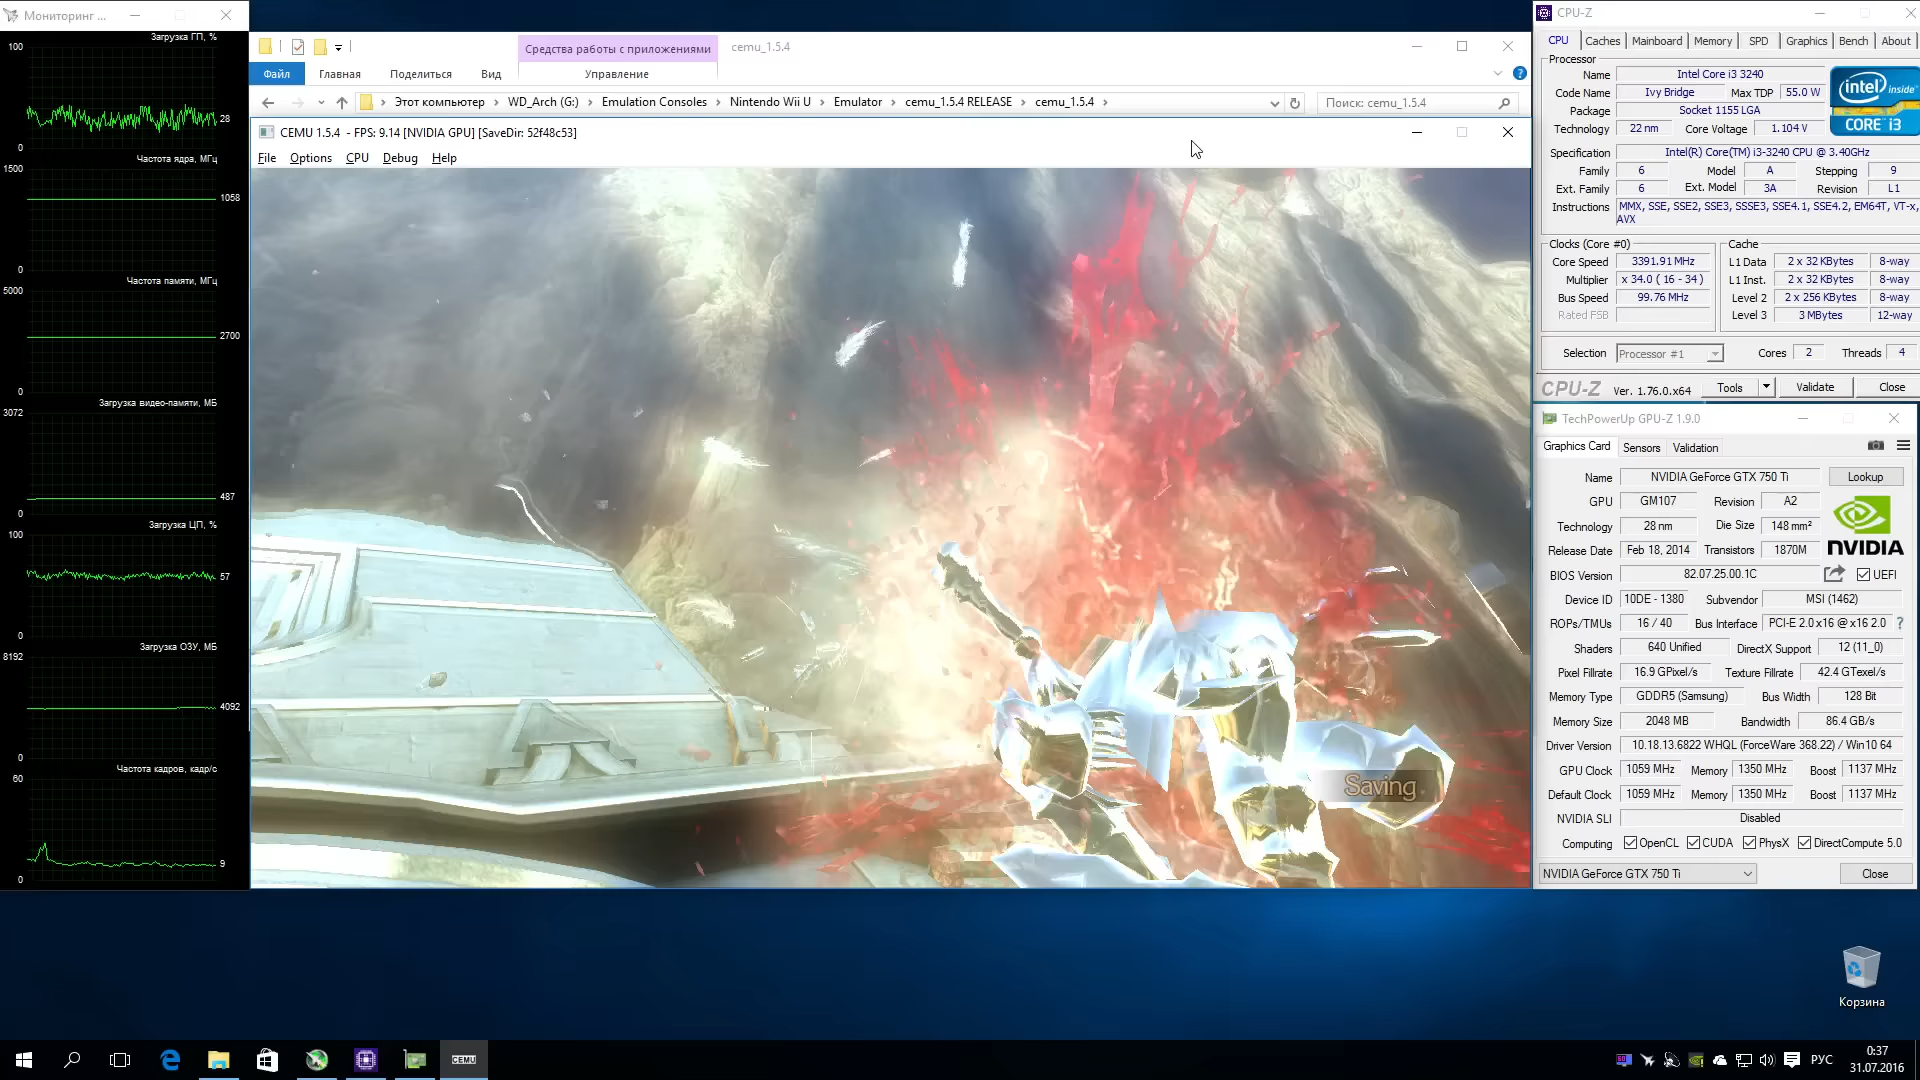 Мониторинг ...
Загрузка ГП, %
100
28
0
Частота ядра, МГц
1500
1058
0
Частота памяти, МГц
5000
2700
0
Загрузка видео-памяти, МБ
3072
487
0
Загрузка ЦП, %
100
57
0
Загрузка ОЗУ, МБ
8192
4092
0
Частота кадров, кадр/с
60
9
0
Средства работы с приложениями cemu_1.5.4
Файл Главная Поделиться Вид Управление
Этот компьютер WD_Arch (G:) Emulation Consoles Nintendo Wii U Emulator cemu_1.5.4 RELEASE cemu_1.5.4
Поиск: cemu_1.5.4
CEMU 1.5.4 - FPS: 9.14 [NVIDIA GPU] [SaveDir: 52f48c53]
File Options CPU Debug Help
Saving
CPU-Z
CPU Caches Mainboard Memory SPD Graphics Bench About
Processor
Name Intel Core i3 3240
Code Name Ivy Bridge Max TDP 55.0 W
Package Socket 1155 LGA
Technology 22 nm Core Voltage 1.104 V
intel inside
CORE i3
Specification Intel(R) Core(TM) i3-3240 CPU @ 3.40GHz
Family 6 Model A Stepping 9
Ext. Family 6 Ext. Model 3A Revision L1
Instructions MMX, SSE, SSE2, SSE3, SSSE3, SSE4.1, SSE4.2, EM64T, VT-x,
AVX
Clocks (Core #0) Cache
Core Speed 3391.91 MHz L1 Data 2 x 32 KBytes 8-way
Multiplier x 34.0 ( 16 - 34 ) L1 Inst. 2 x 32 KBytes 8-way
Bus Speed 99.76 MHz Level 2 2 x 256 KBytes 8-way
Rated FSB Level 3 3 MBytes 12-way
Selection Processor #1 Cores 2 Threads 4
CPU-Z Ver. 1.76.0.x64 Tools Validate Close
TechPowerUp GPU-Z 1.9.0
Graphics Card Sensors Validation
Name NVIDIA GeForce GTX 750 Ti Lookup
GPU GM107 Revision A2
Technology 28 nm Die Size 148 mm²
Release Date Feb 18, 2014 Transistors 1870M
NVIDIA
BIOS Version 82.07.25.00.1C UEFI
Device ID 10DE - 1380 Subvendor MSI (1462)
ROPs/TMUs 16 / 40 Bus Interface PCI-E 2.0 x16 @ x16 2.0 ?
Shaders 640 Unified DirectX Support 12 (11_0)
Pixel Fillrate 16.9 GPixel/s Texture Fillrate 42.4 GTexel/s
Memory Type GDDR5 (Samsung) Bus Width 128 Bit
Memory Size 2048 MB Bandwidth 86.4 GB/s
Driver Version 10.18.13.6822 WHQL (ForceWare 368.22) / Win10 64
GPU Clock 1059 MHz Memory 1350 MHz Boost 1137 MHz
Default Clock 1059 MHz Memory 1350 MHz Boost 1137 MHz
NVIDIA SLI Disabled
Computing OpenCL CUDA PhysX DirectCompute 5.0
NVIDIA GeForce GTX 750 Ti Close
Корзина
CEMU
РУС
0:37
31.07.2016